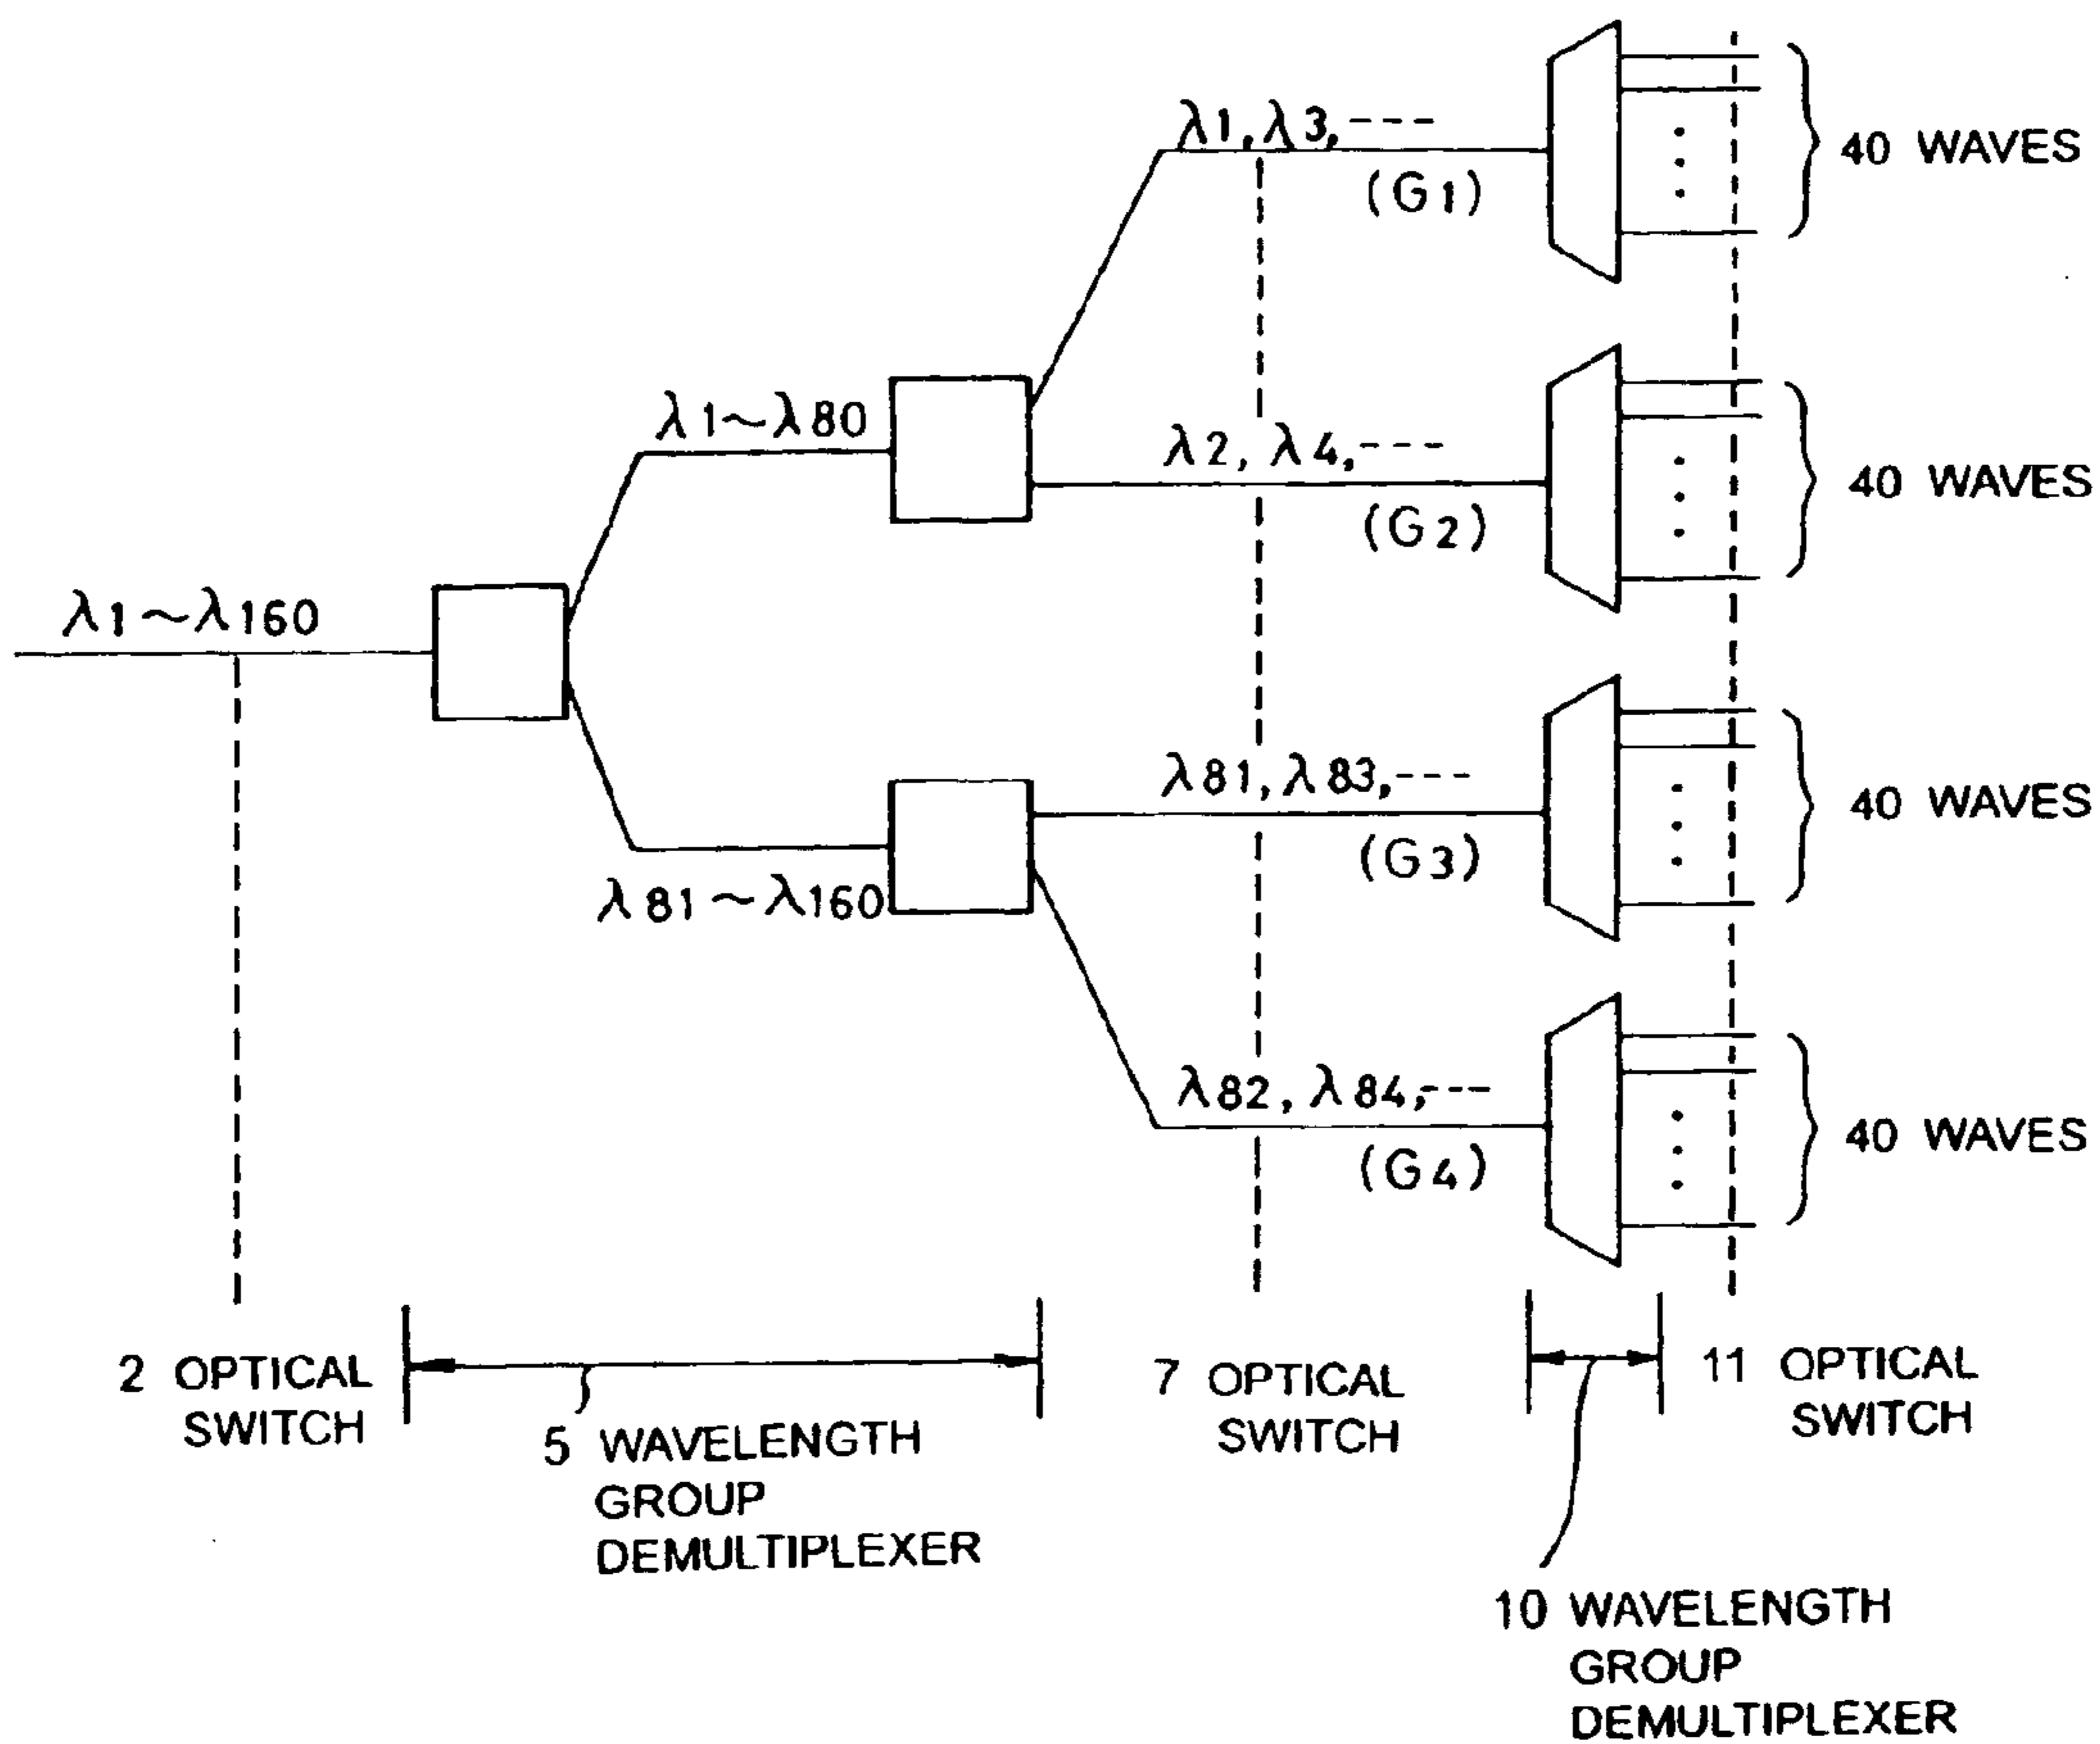 λ1, λ3, ---
(G1)
40 WAVES
λ1~λ80
λ2, λ4, ---
(G2)
40 WAVES
λ1~λ160
λ81, λ83, ---
(G3)
40 WAVES
λ81~λ160
λ82, λ84, ---
(G4)
40 WAVES
2 OPTICAL
SWITCH
5 WAVELENGTH
GROUP
DEMULTIPLEXER
7 OPTICAL
SWITCH
10 WAVELENGTH
GROUP
DEMULTIPLEXER
11 OPTICAL
SWITCH